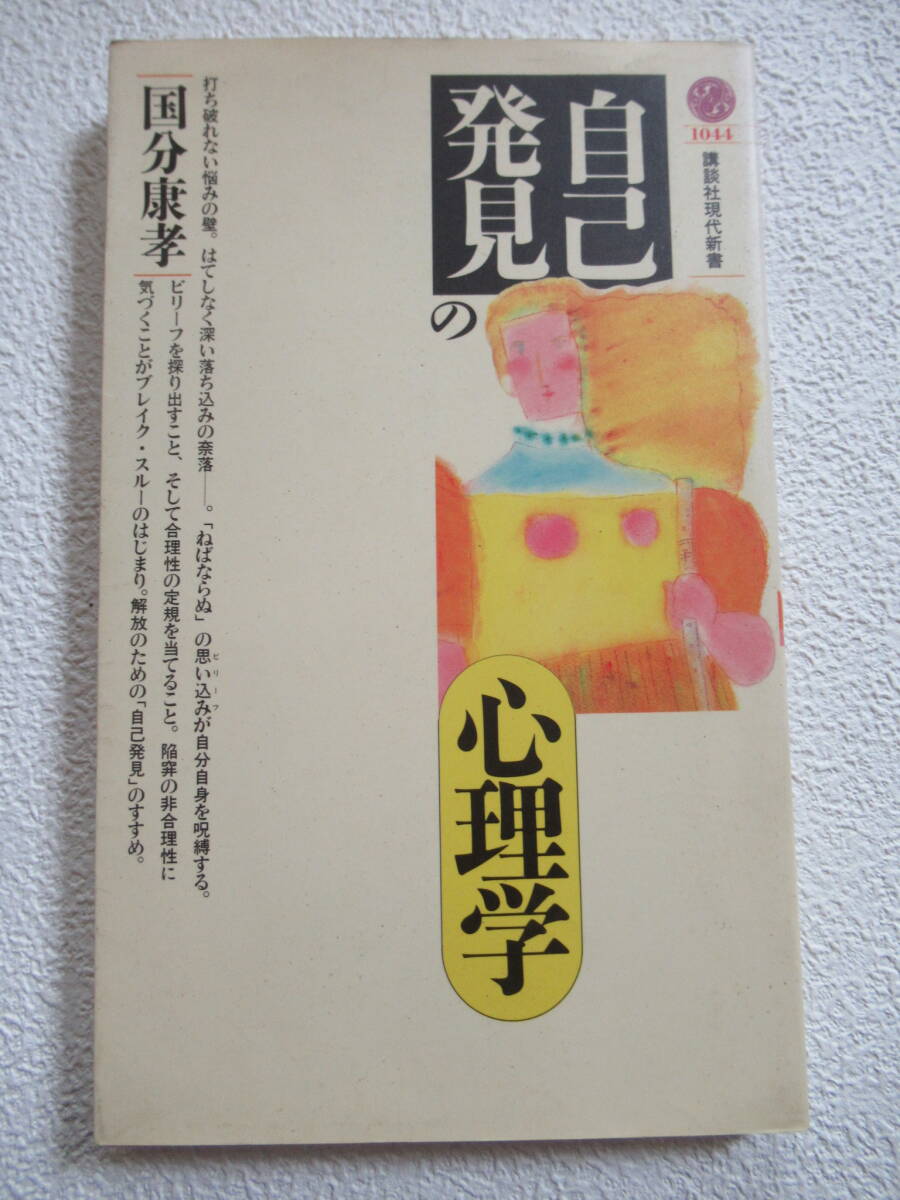 1044
講談社現代新書
自己
発見
の
心理学
打ち破れない悩みの壁。はてしなく深い落ち込みの奈落――。「ねばならぬ」の思い込みが自分自身を呪縛する。
ビリーフ
ビリーフを探り出すこと、そして合理性の定規を当てること。陥穽の非合理性に
気づくことがブレイク・スルーのはじまり。解放のための「自己発見」のすすめ。
国分康孝